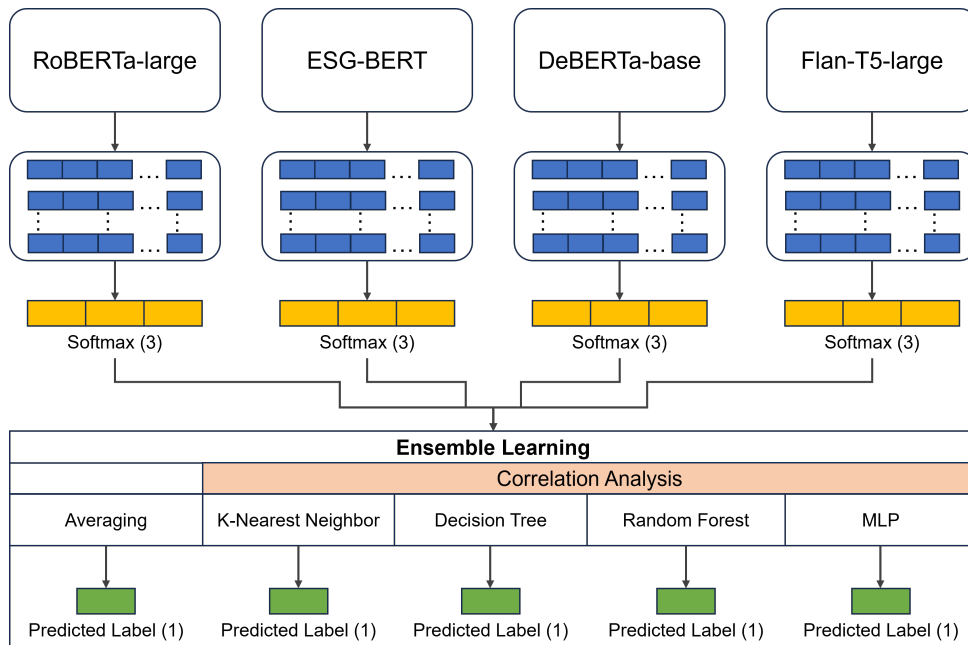 RoBERTa-large
ESG-BERT
DeBERTa-base
Flan-T5-large
...
...
...
...
...
...
...
...
...
...
...
...
Softmax (3)
Softmax (3)
Softmax (3)
Softmax (3)
Ensemble Learning
Correlation Analysis
Averaging
K-Nearest Neighbor
Decision Tree
Random Forest
MLP
Predicted Label (1)
Predicted Label (1)
Predicted Label (1)
Predicted Label (1)
Predicted Label (1)